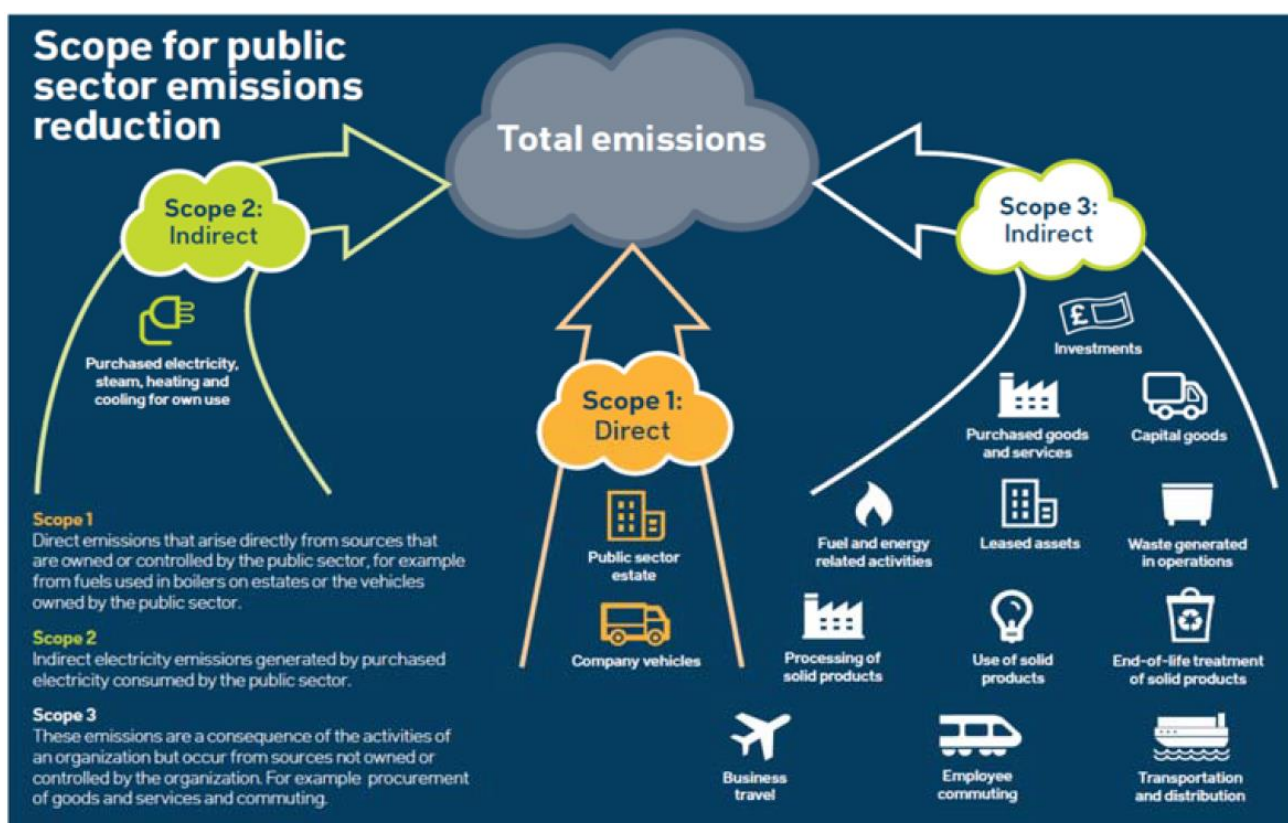 Scope for public
sector emissions
reduction
Total emissions
Scope 2:
Indirect
Purchased electricity,
steam, heating and
cooling for own use
Scope 1:
Direct
Public sector
estate
Company vehicles
Scope 3:
Indirect
£
Investments
Purchased goods
and services
Capital goods
Fuel and energy
related activities
Leased assets
Waste generated
in operations
Processing of
solid products
Use of solid
products
End-of-life treatment
of solid products
Business
travel
Employee
commuting
Transportation
and distribution
Scope 1
Direct emissions that arise directly from sources that
are owned or controlled by the public sector, for example
from fuels used in boilers on estates or the vehicles
owned by the public sector.
Scope 2
Indirect electricity emissions generated by purchased
electricity consumed by the public sector.
Scope 3
These emissions are a consequence of the activities of
an organization but occur from sources not owned or
controlled by the organization. For example procurement
of goods and services and commuting.